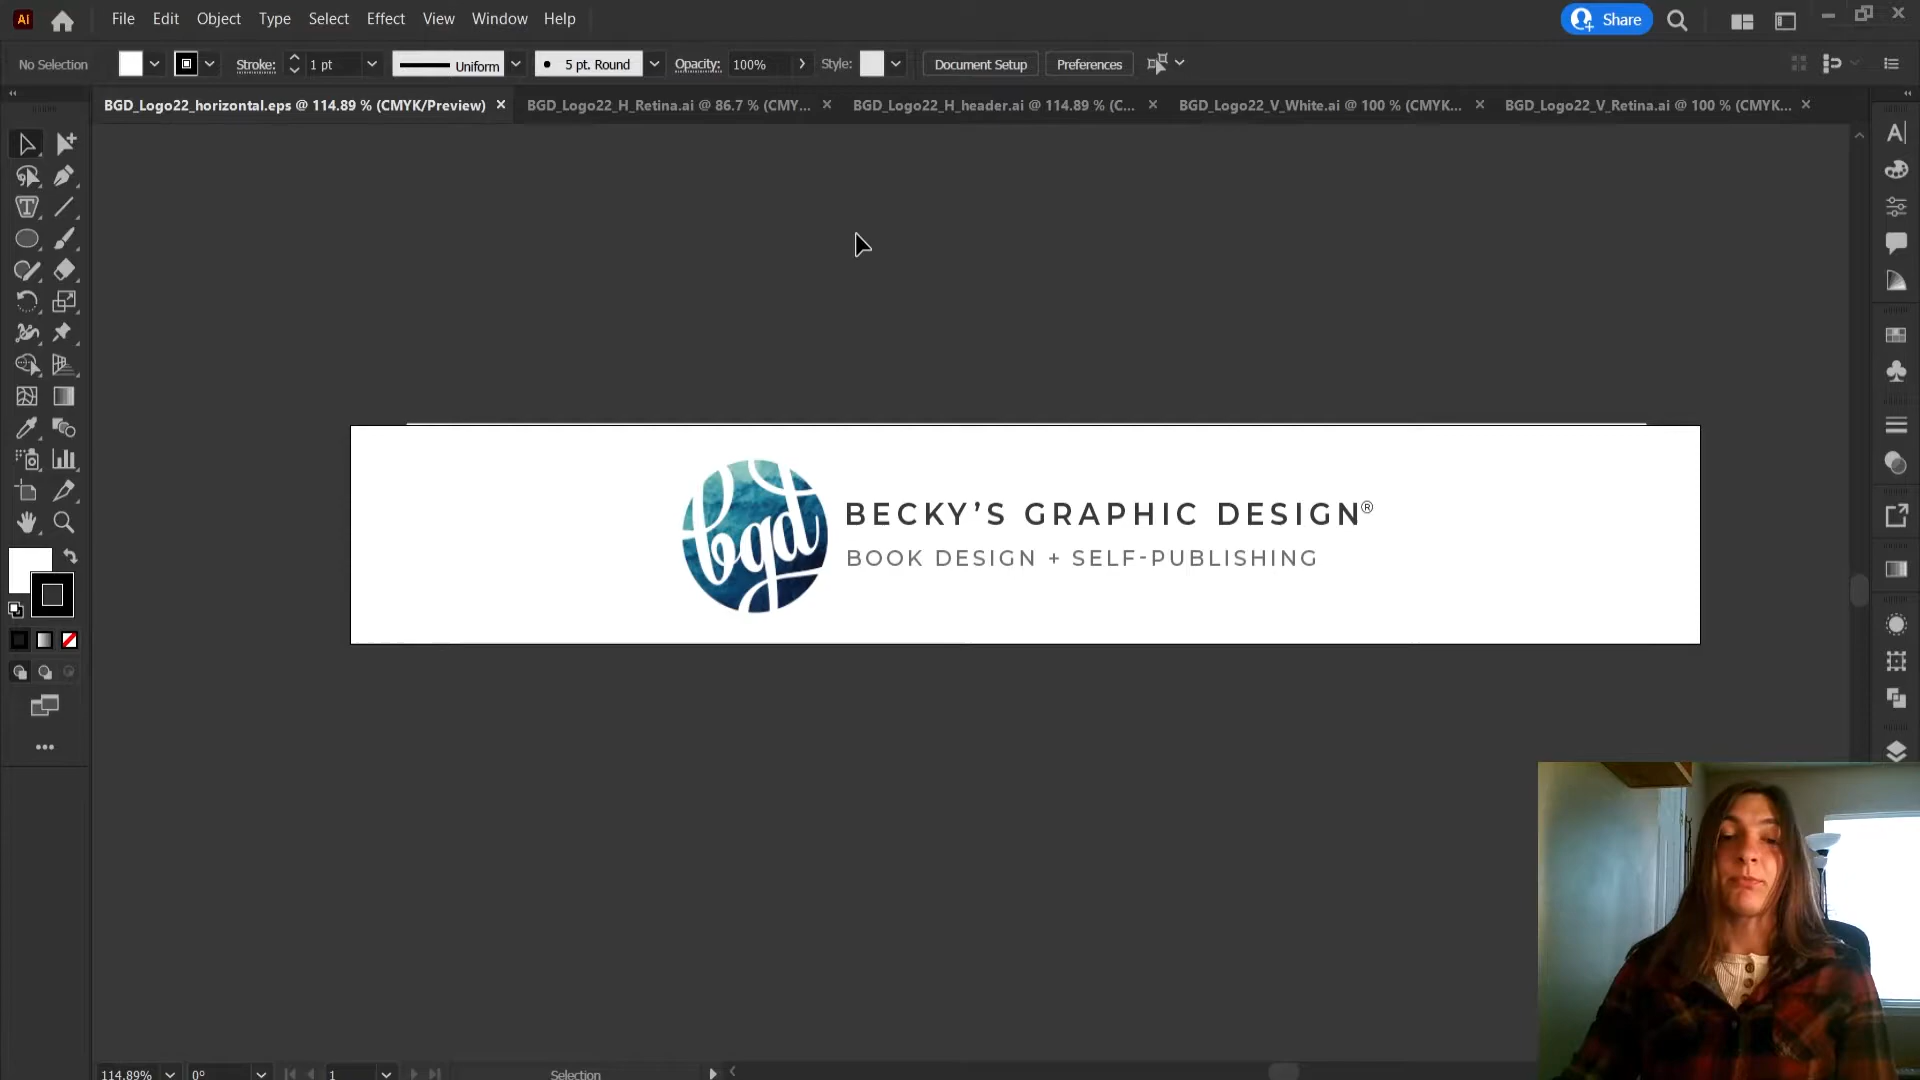 Ai File Edit Object Type Select Effect View Window Help Share
No Selection Stroke: 1 pt Uniform 5 pt. Round Opacity: 100% Style: Document Setup Preferences
BGD_Logo22_horizontal.eps @ 114.89 % (CMYK/Preview) × BGD_Logo22_H_Retina.ai @ 86.7 % (CMY... × BGD_Logo22_H_header.ai @ 114.89 % (C... × BGD_Logo22_V_White.ai @ 100 % (CMYK... × BGD_Logo22_V_Retina.ai @ 100 % (CMYK... ×
bgd
BECKY’S GRAPHIC DESIGN®
BOOK DESIGN + SELF-PUBLISHING
114.89% 0° 1 Selection